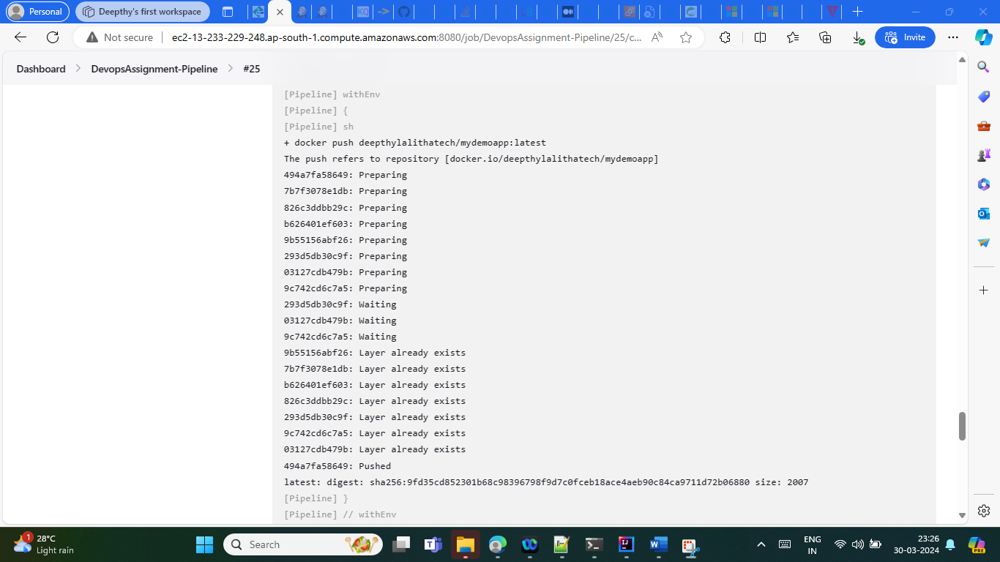 Personal
Deepthy's first workspace
Not secure
ec2-13-233-229-248.ap-south-1.compute.amazonaws.com:8080/job/DevopsAssignment-Pipeline/25/c...
Invite
Dashboard
DevopsAssignment-Pipeline
#25
[Pipeline] withEnv
[Pipeline] {
[Pipeline] sh
+ docker push deepthylalithatech/mydemoapp:latest
The push refers to repository [docker.io/deepthylalithatech/mydemoapp]
494a7fa58649: Preparing
7b7f3078e1db: Preparing
826c3ddbb29c: Preparing
b626401ef603: Preparing
9b55156abf26: Preparing
293d5db30c9f: Preparing
03127cdb479b: Preparing
9c742cd6c7a5: Preparing
293d5db30c9f: Waiting
03127cdb479b: Waiting
9c742cd6c7a5: Waiting
9b55156abf26: Layer already exists
7b7f3078e1db: Layer already exists
b626401ef603: Layer already exists
826c3ddbb29c: Layer already exists
293d5db30c9f: Layer already exists
9c742cd6c7a5: Layer already exists
03127cdb479b: Layer already exists
494a7fa58649: Pushed
latest: digest: sha256:9fd35cd852301b68c98396798f9d7c0fceb18ace4aeb90c84ca9711d72b06880 size: 2007
[Pipeline] }
[Pipeline] // withEnv
1
28°C
Light rain
Search
ENG
IN
23:26
30-03-2024
PRE